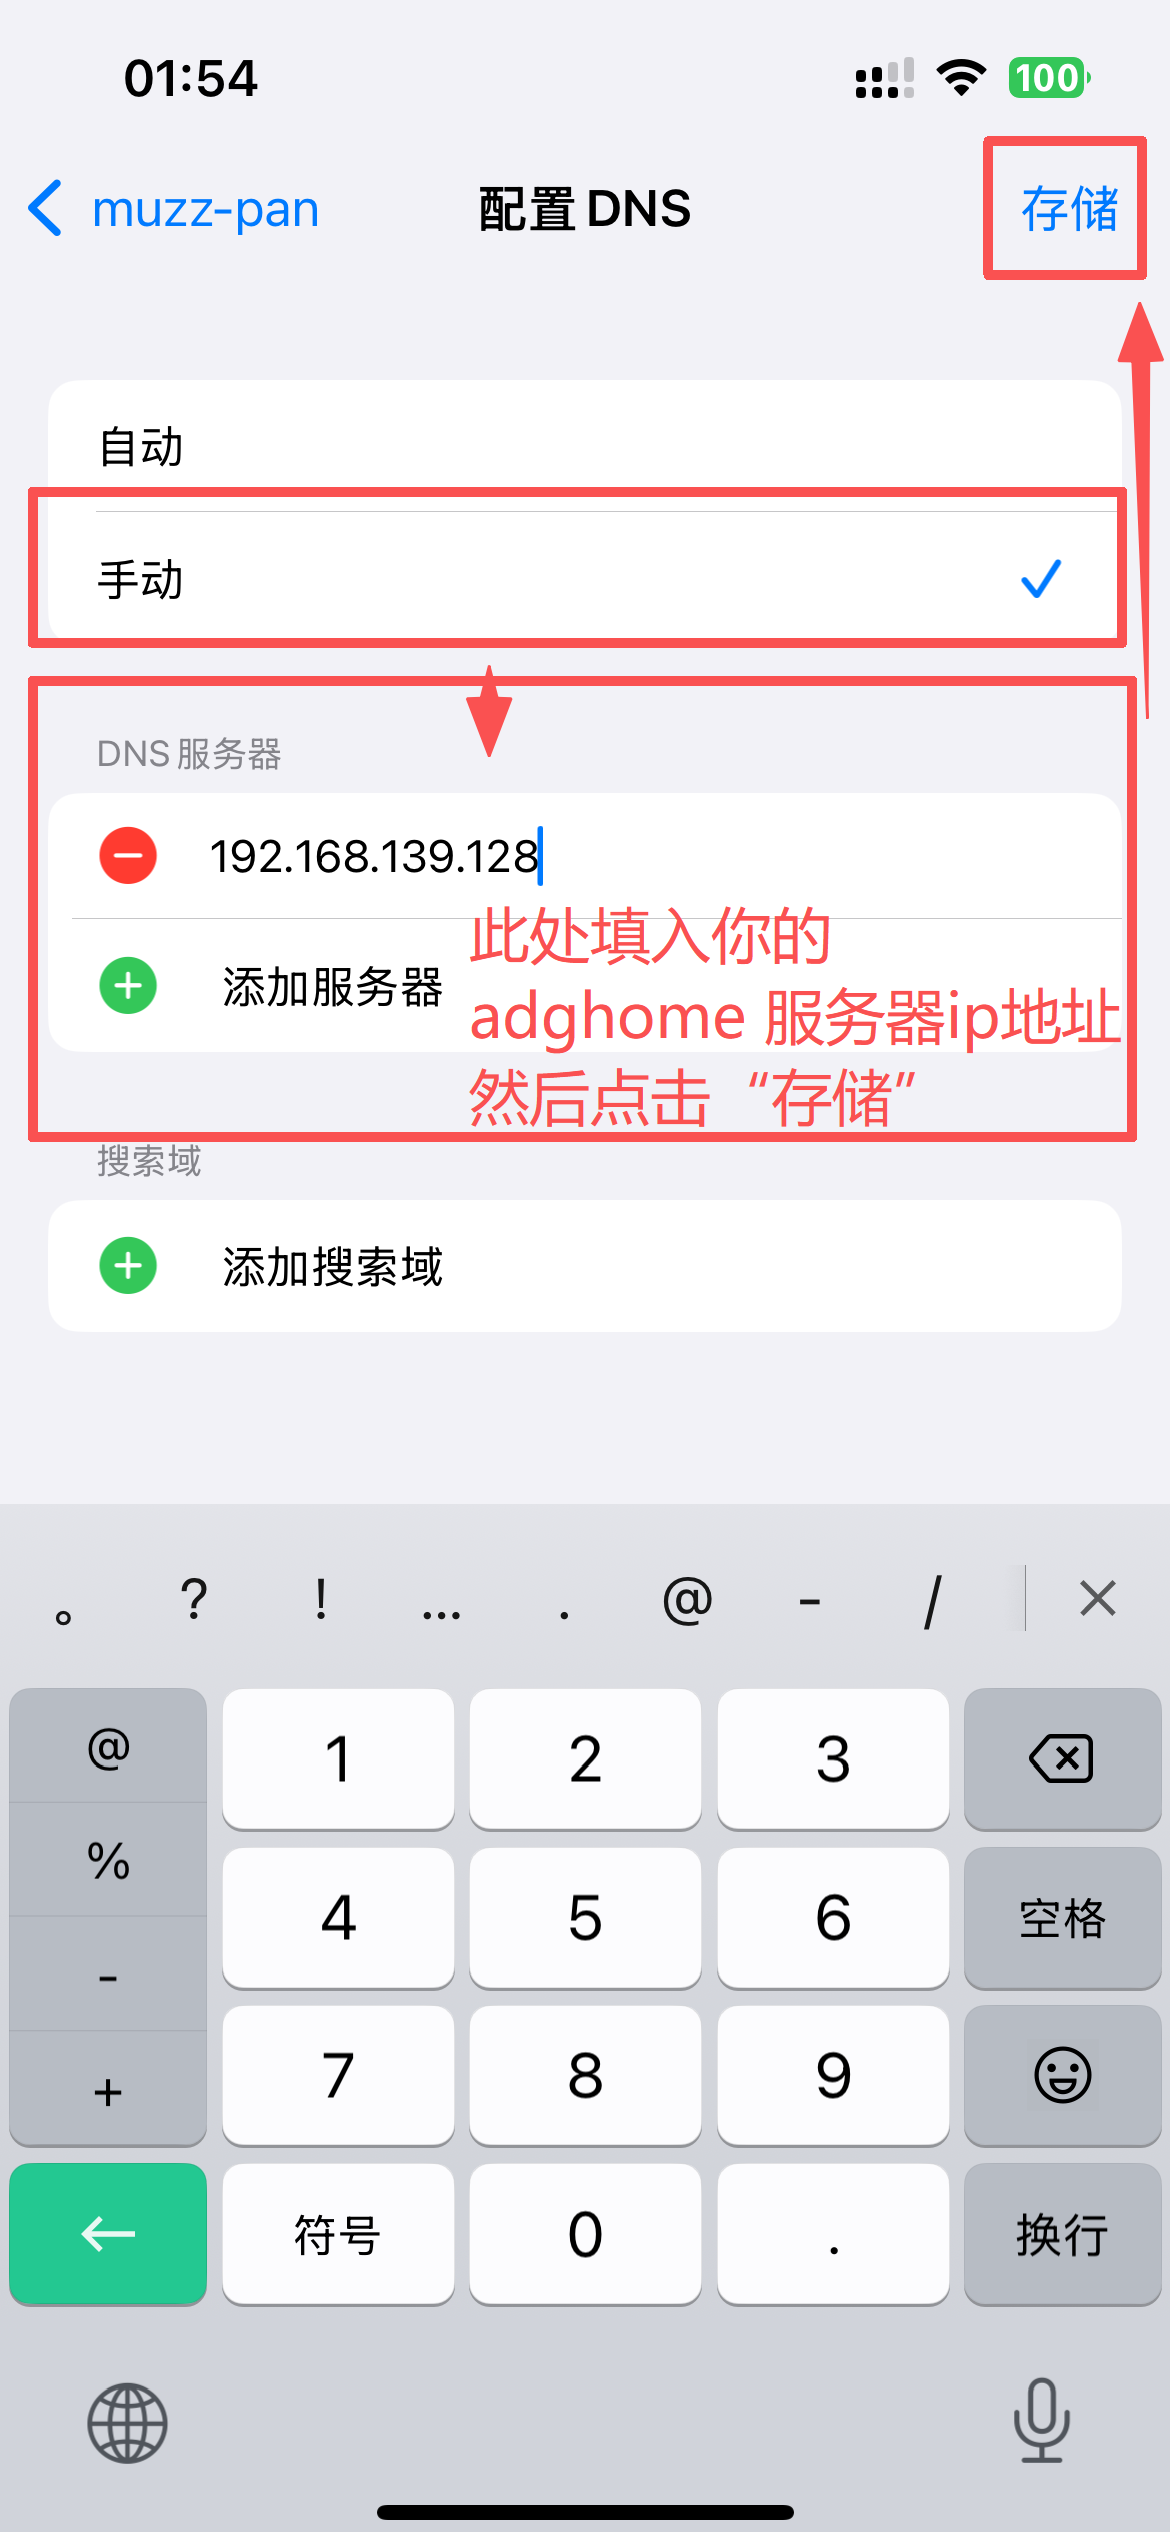 01:54
100
muzz-pan
配置 DNS
存储
自动
手动
DNS 服务器
192.168.139.128
此处填入你的
添加服务器
adghome 服务器ip地址
然后点击“存储”
搜索域
添加搜索域
。 ? ! ... . @ - /
@ 1 2 3
% 4 5 6 空格
- 7 8 9
+
符号 0 . 换行